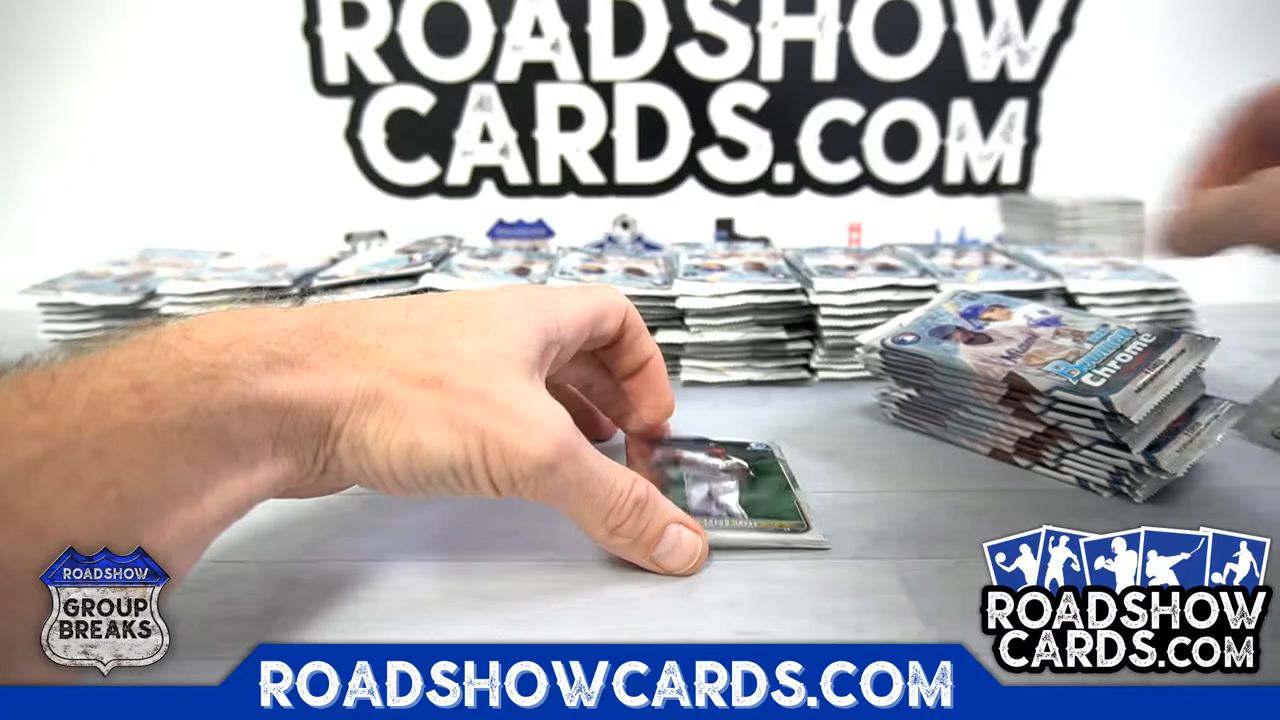 ROADSHOW
CARDS.COM
Bowman
Chrome
ROADSHOW
GROUP
BREAKS
ROADSHOW
CARDS.COM
ROADSHOWCARDS.COM